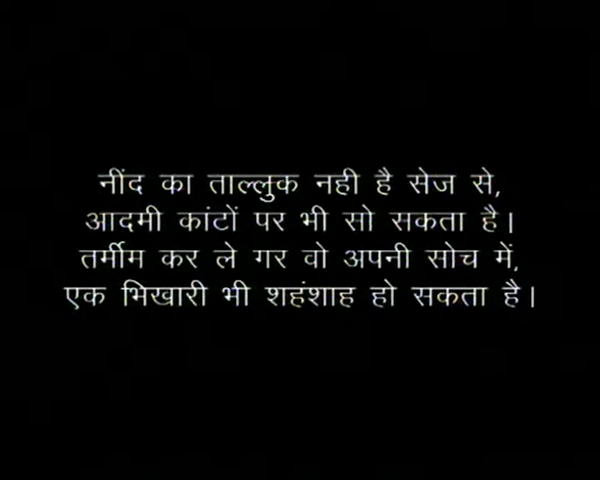 नींद का ताल्लुक नही है सेज से,
आदमी कांटों पर भी सो सकता है।
तर्मीम कर ले गर वो अपनी सोच में,
एक भिखारी भी शहंशाह हो सकता है।